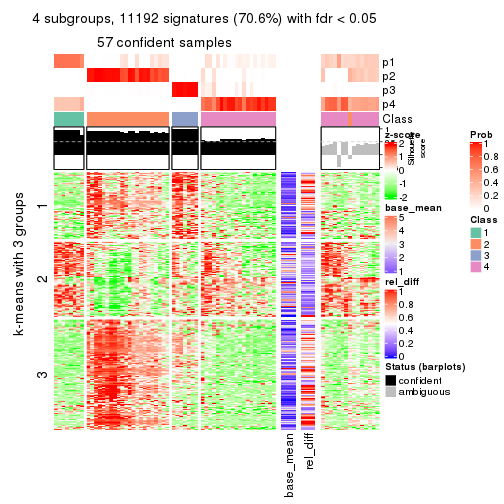 4 subgroups, 11192 signatures (70.6%) with fdr < 0.05
57 confident samples
p1
p2
p3
p4
Class
1
Silhouette
score
k-means with 3 groups
1
2
3
base_mean
rel_diff
z-score
2
1
0
-1
-2
base_mean
5
4
3
2
1
rel_diff
1
0.8
0.6
0.4
0.2
0
Status (barplots)
confident
ambiguous
Prob
1
0.8
0.6
0.4
0.2
0
Class
1
2
3
4